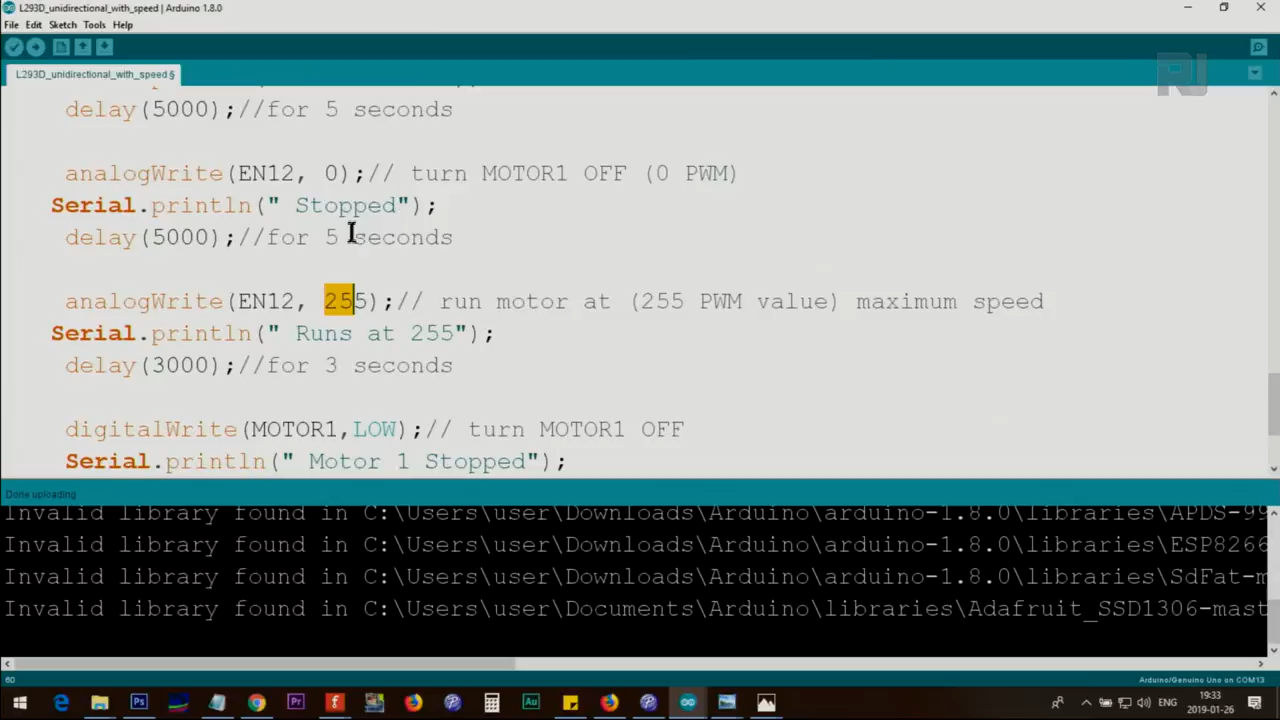 L293D_unidirectional_with_speed | Arduino 1.8.0
File Edit Sketch Tools Help
L293D_unidirectional_with_speed §
RJ
delay(5000);//for 5 seconds
analogWrite(EN12, 0);// turn MOTOR1 OFF (0 PWM)
Serial.println(" Stopped");
delay(5000);//for 5 seconds
analogWrite(EN12, 255);// run motor at (255 PWM value) maximum speed
Serial.println(" Runs at 255");
delay(3000);//for 3 seconds
digitalWrite(MOTOR1,LOW);// turn MOTOR1 OFF
Serial.println(" Motor 1 Stopped");
Done uploading
Invalid library found in C:\Users\user\Downloads\Arduino\arduino-1.8.0\libraries\APDS-99
Invalid library found in C:\Users\user\Downloads\Arduino\arduino-1.8.0\libraries\ESP8266
Invalid library found in C:\Users\user\Downloads\Arduino\arduino-1.8.0\libraries\SdFat-m
Invalid library found in C:\Users\user\Documents\Arduino\libraries\Adafruit_SSD1306-mast
60
Arduino/Genuino Uno on COM13
Ps
Pr
Au
ENG
19:33
2019-01-26